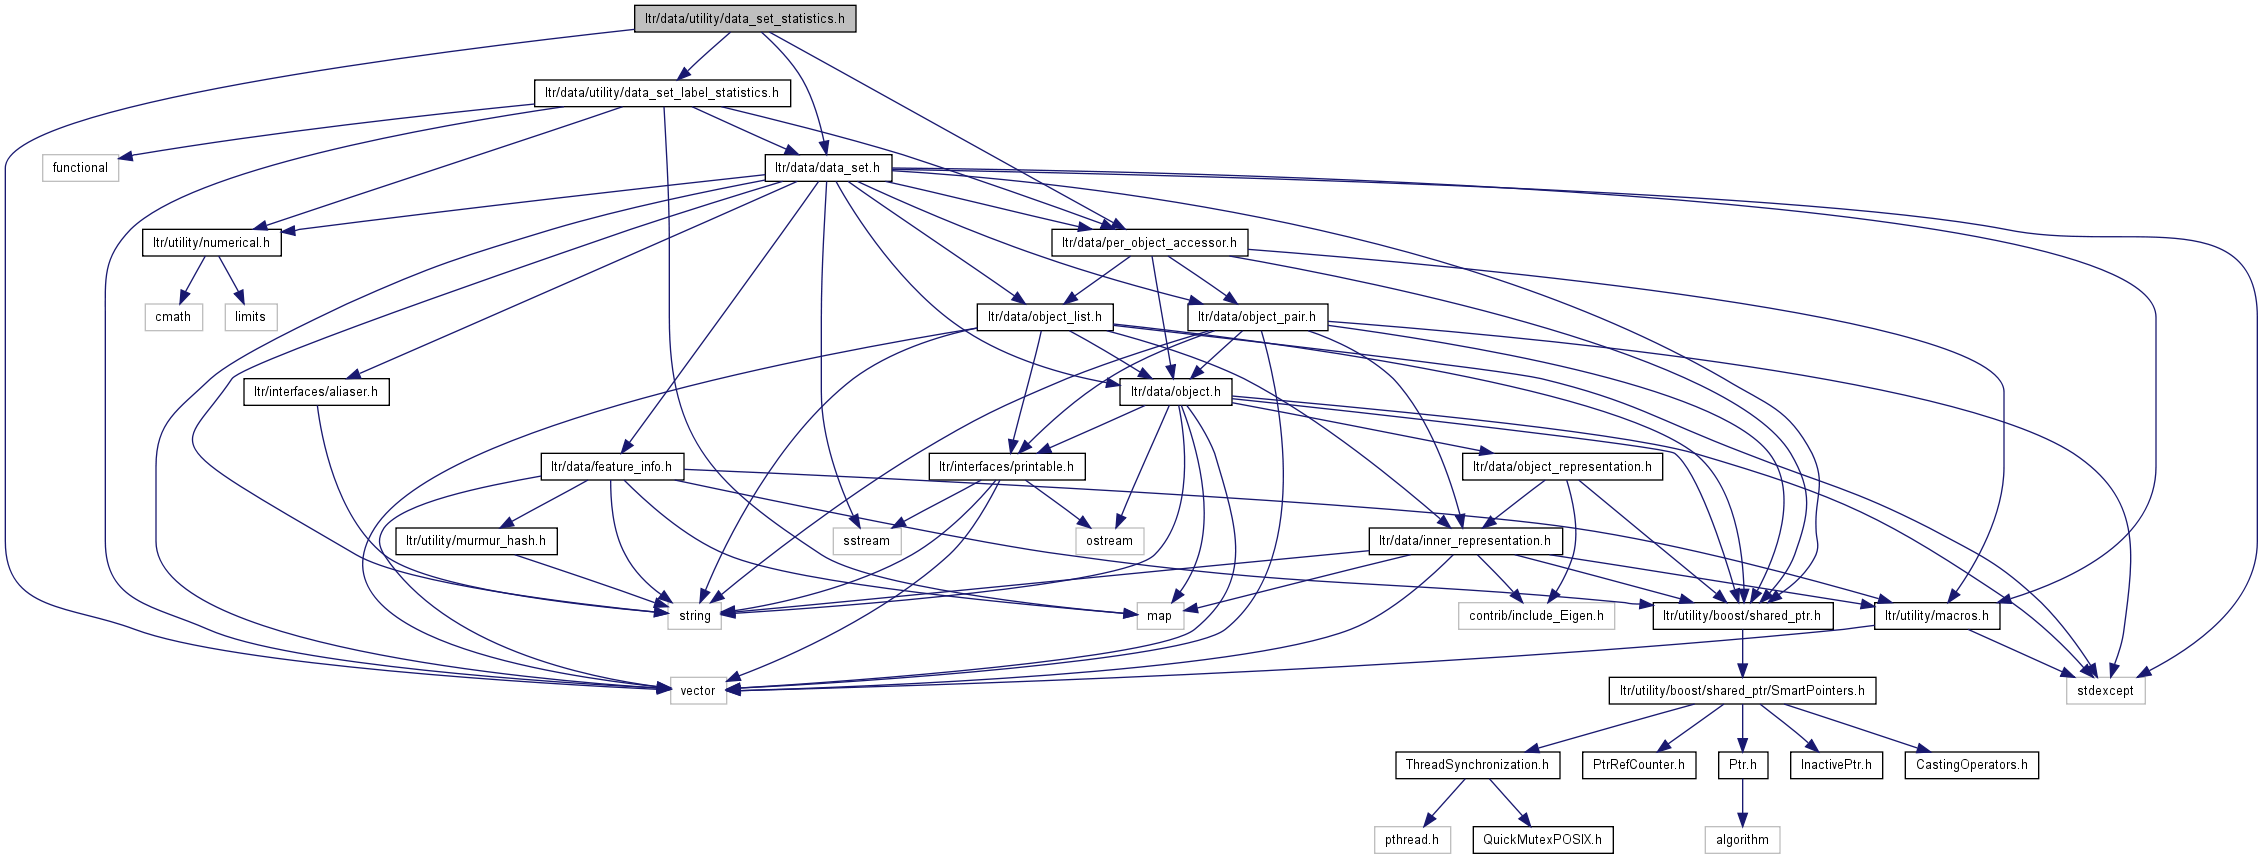 ltr/data/utility/data_set_statistics.h
ltr/data/utility/data_set_label_statistics.h
functional
ltr/data/data_set.h
ltr/utility/numerical.h
ltr/data/per_object_accessor.h
cmath
limits
ltr/data/object_list.h
ltr/data/object_pair.h
ltr/interfaces/aliaser.h
ltr/data/object.h
ltr/data/feature_info.h
ltr/interfaces/printable.h
ltr/data/object_representation.h
ltr/utility/murmur_hash.h
sstream
ostream
ltr/data/inner_representation.h
string
map
contrib/include_Eigen.h
ltr/utility/boost/shared_ptr.h
ltr/utility/macros.h
vector
ltr/utility/boost/shared_ptr/SmartPointers.h
stdexcept
ThreadSynchronization.h
PtrRefCounter.h
Ptr.h
InactivePtr.h
CastingOperators.h
pthread.h
QuickMutexPOSIX.h
algorithm